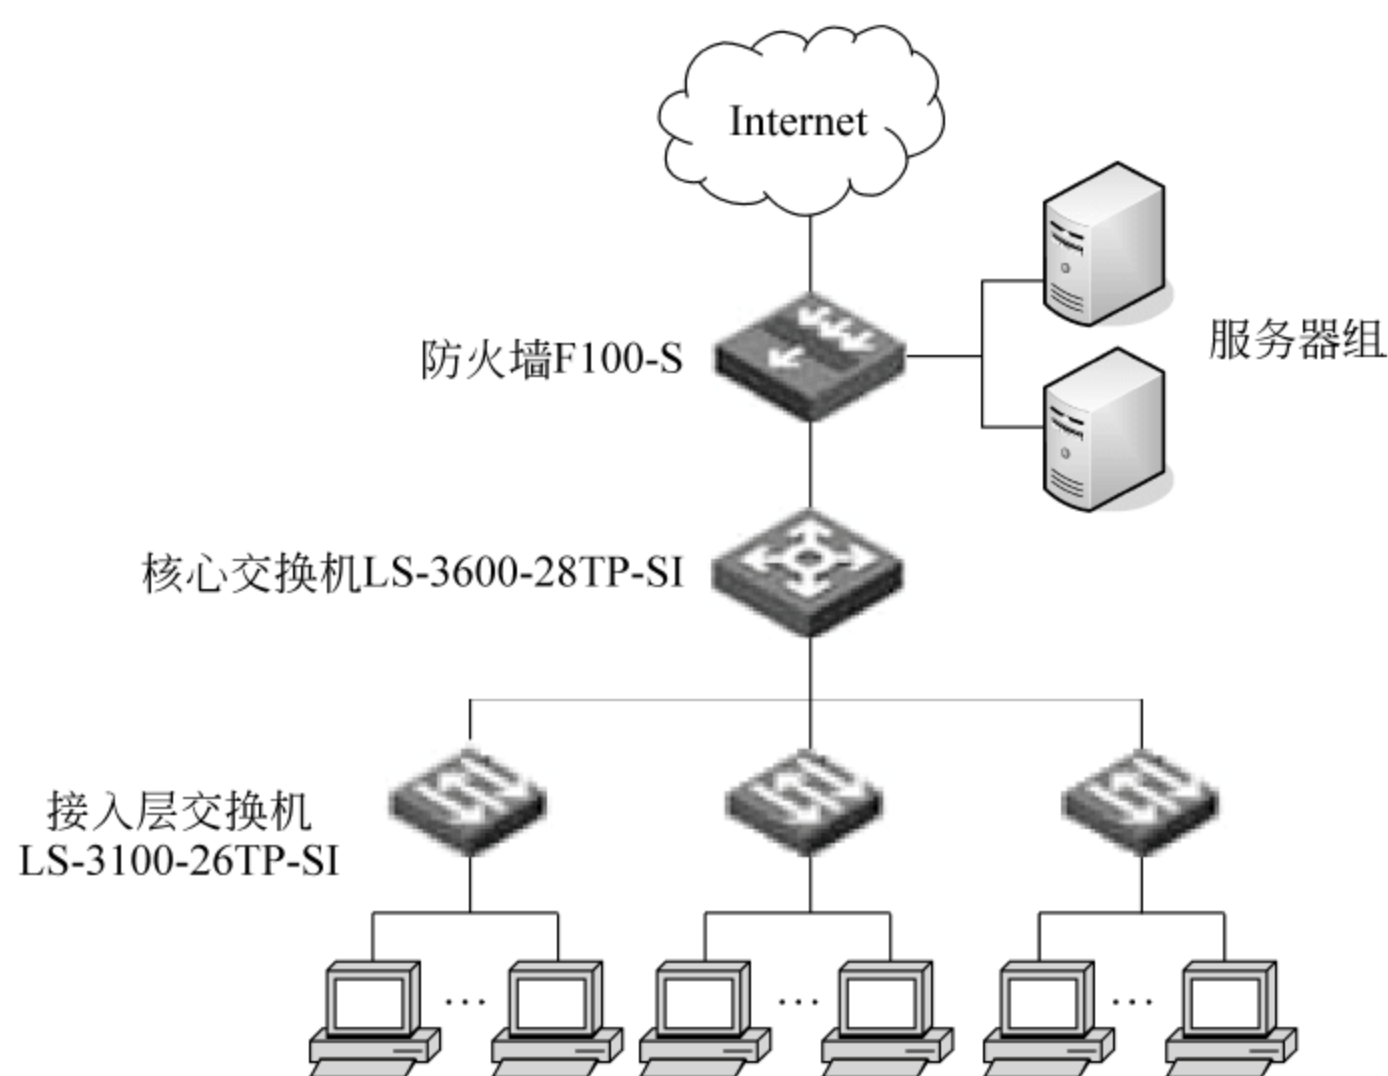 Internet
服务器组
防火墙F100-S
核心交换机LS-3600-28TP-SI
接入层交换机
LS-3100-26TP-SI
···
···
···